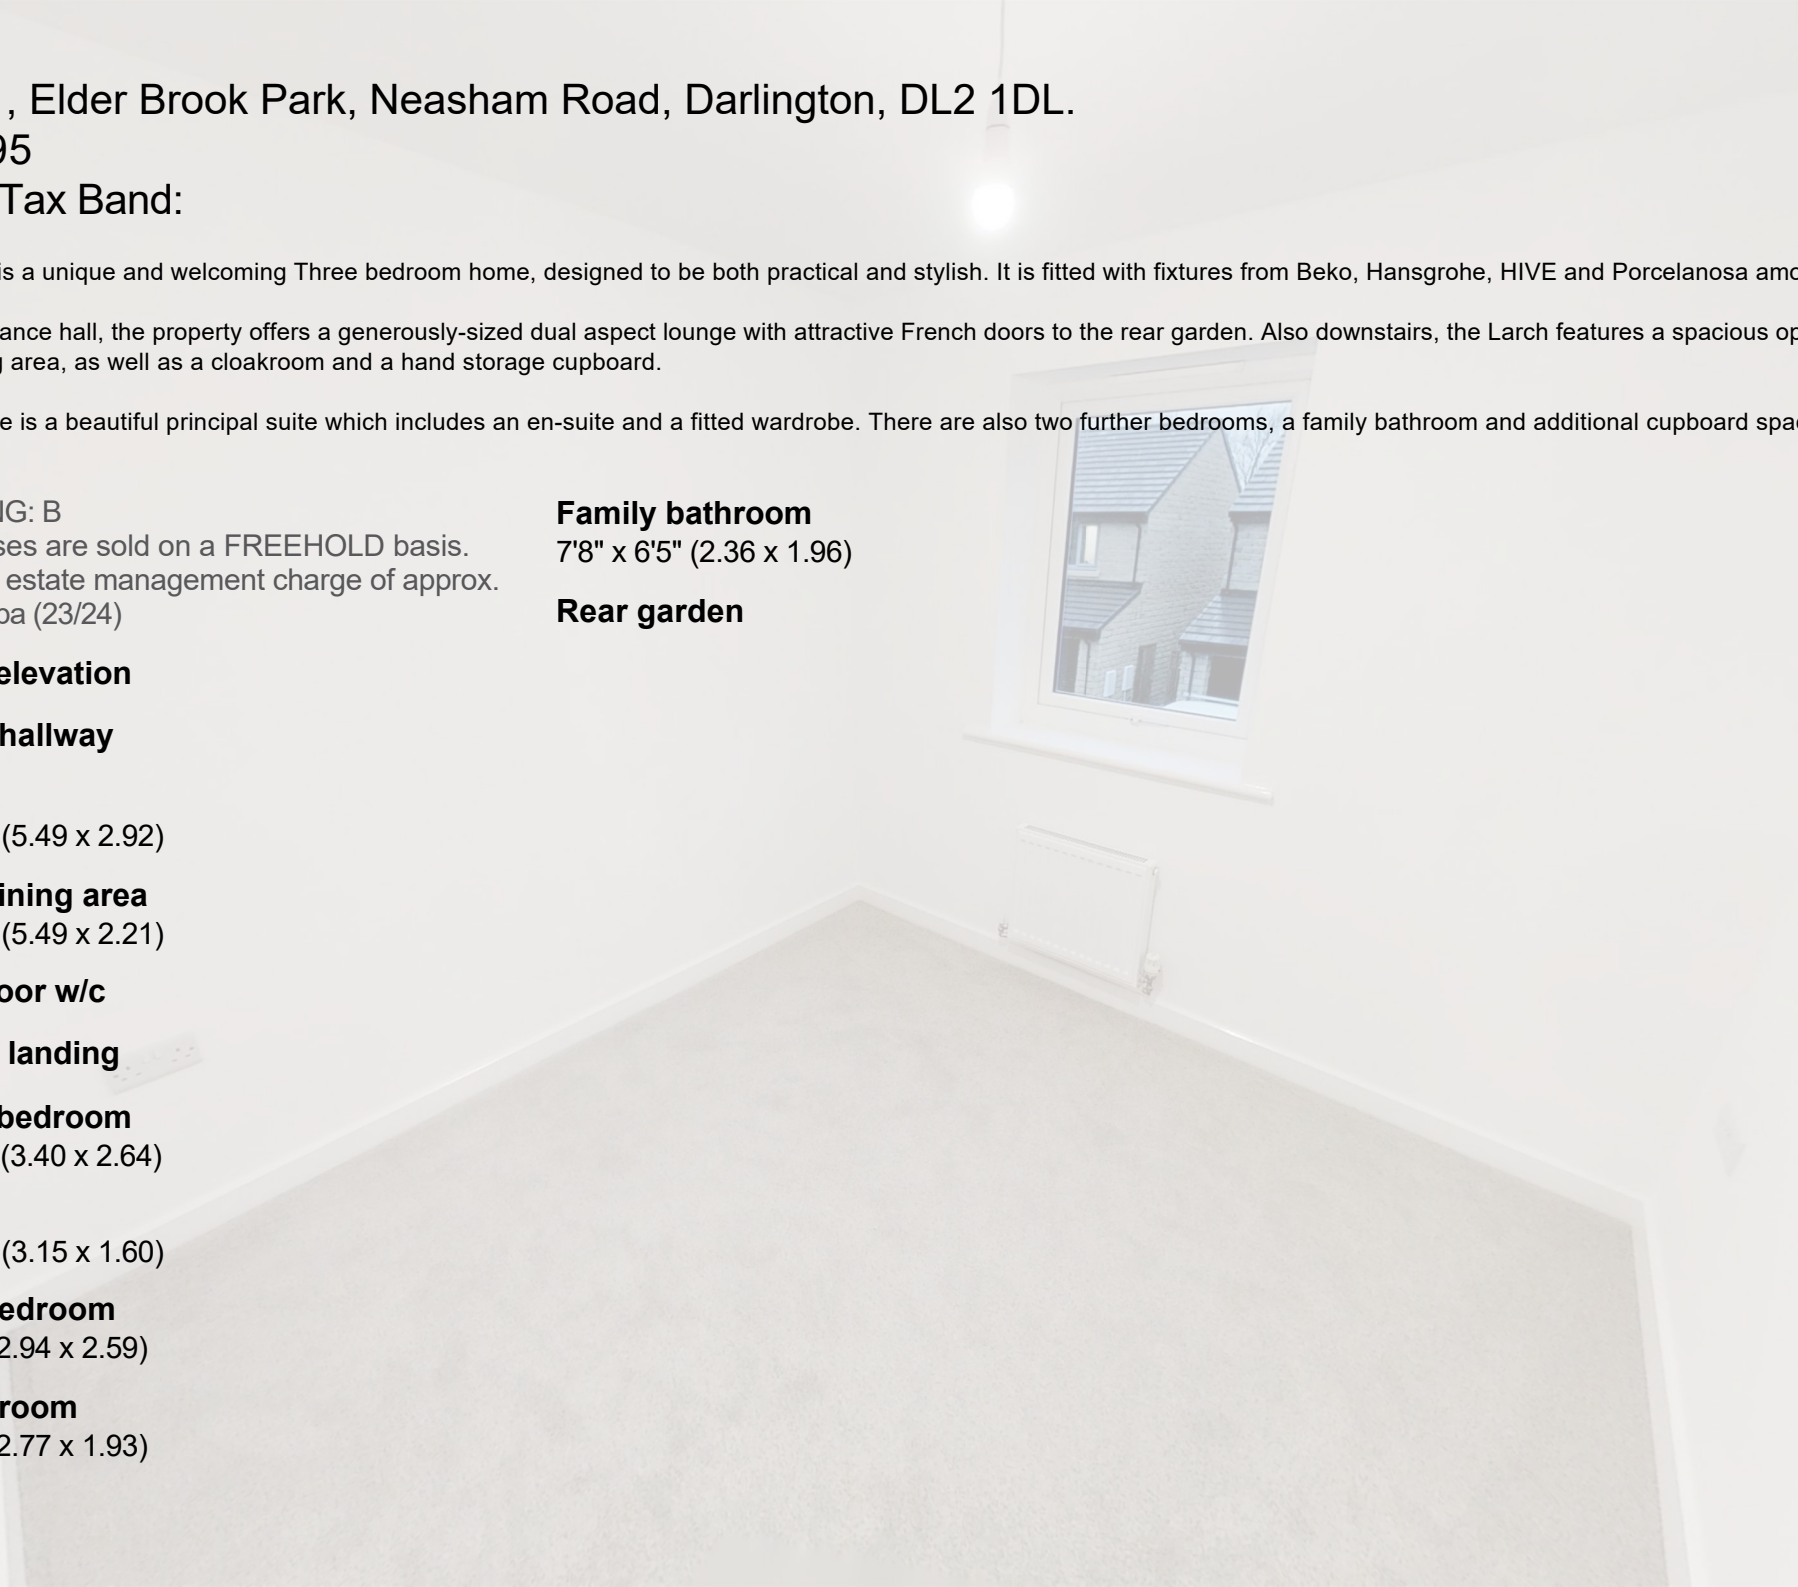 , Elder Brook Park, Neasham Road, Darlington, DL2 1DL.
95
Tax Band:
is a unique and welcoming Three bedroom home, designed to be both practical and stylish. It is fitted with fixtures from Beko, Hansgrohe, HIVE and Porcelanosa amo
ance hall, the property offers a generously-sized dual aspect lounge with attractive French doors to the rear garden. Also downstairs, the Larch features a spacious op
g area, as well as a cloakroom and a hand storage cupboard.
e is a beautiful principal suite which includes an en-suite and a fitted wardrobe. There are also two further bedrooms, a family bathroom and additional cupboard spa
NG: B
ses are sold on a FREEHOLD basis.
estate management charge of approx.
pa (23/24)
elevation
hallway
(5.49 x 2.92)
ining area
(5.49 x 2.21)
oor w/c
landing
bedroom
(3.40 x 2.64)
(3.15 x 1.60)
edroom
2.94 x 2.59)
room
2.77 x 1.93)
Family bathroom
7'8" x 6'5" (2.36 x 1.96)
Rear garden